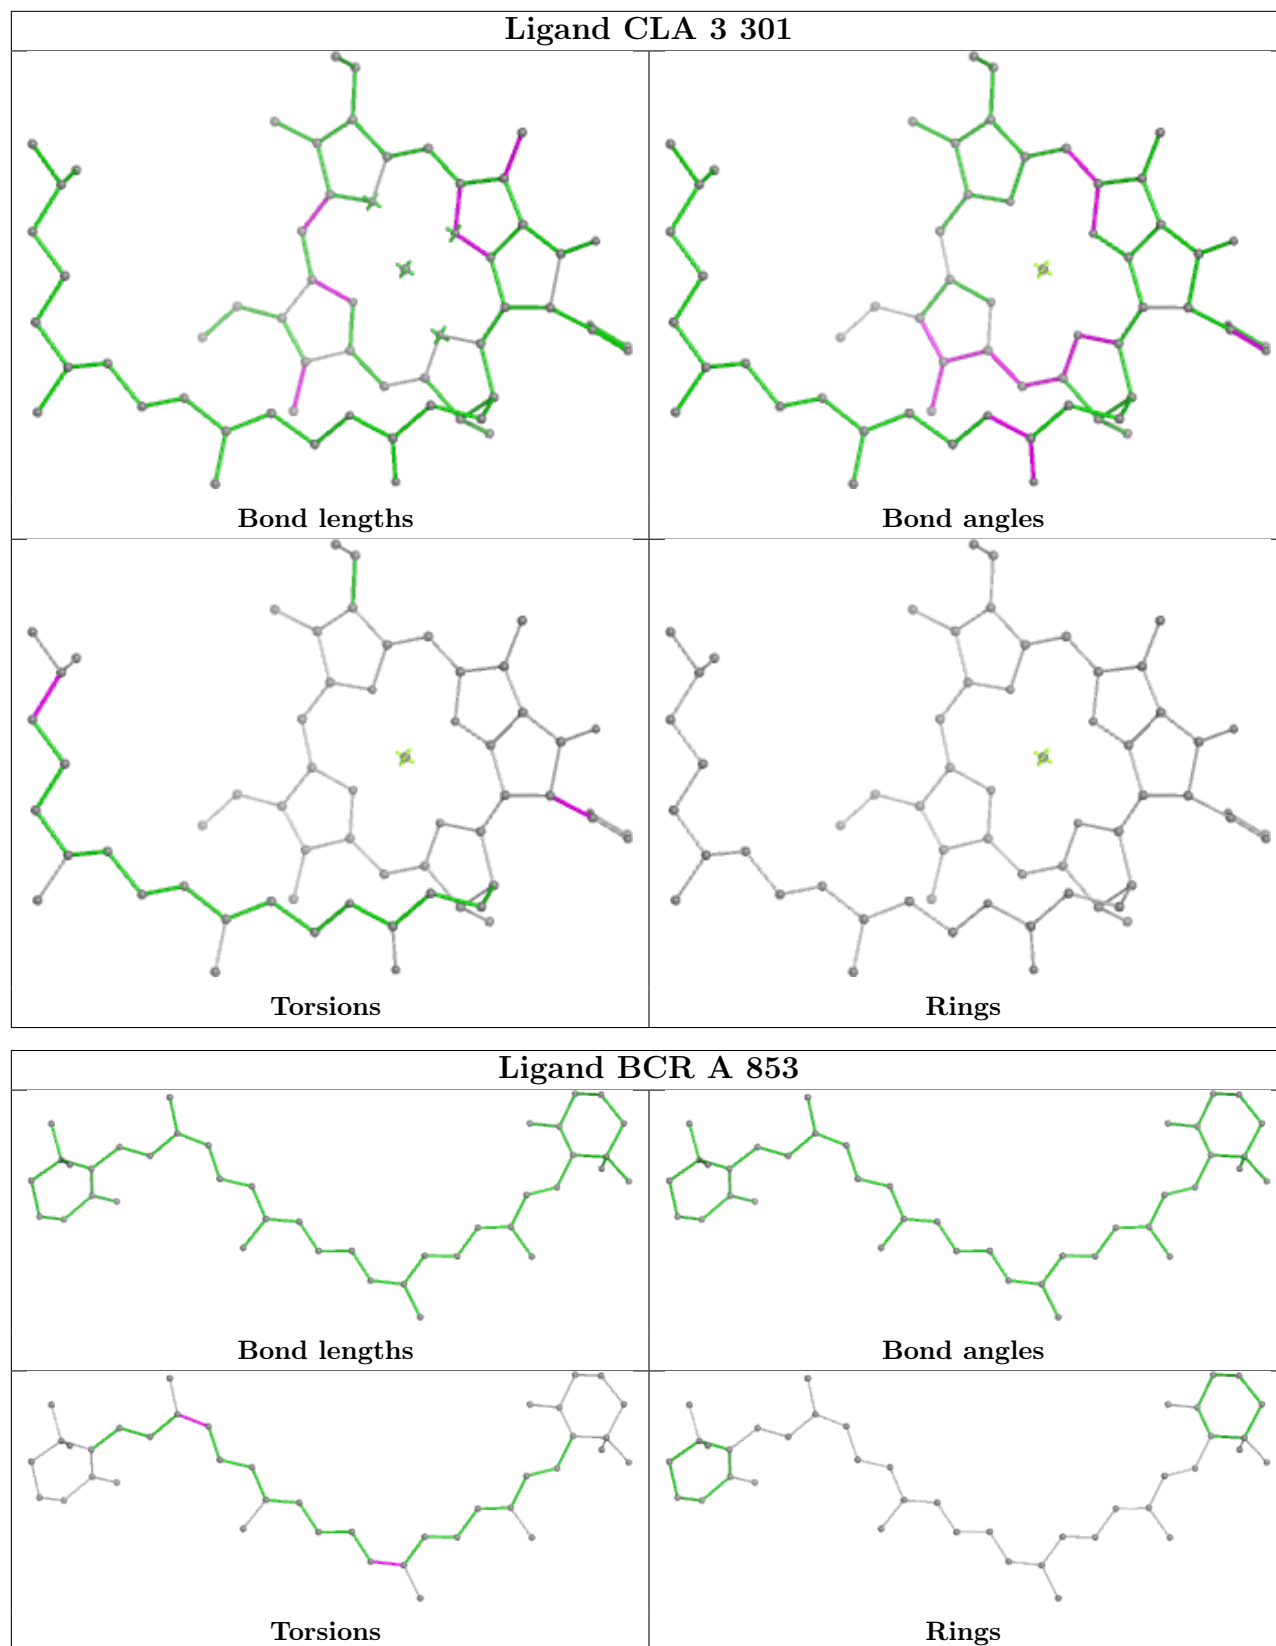 Ligand CLA 3 301
Bond lengths
Bond angles
Torsions
Rings
Ligand BCR A 853
Bond lengths
Bond angles
Torsions
Rings